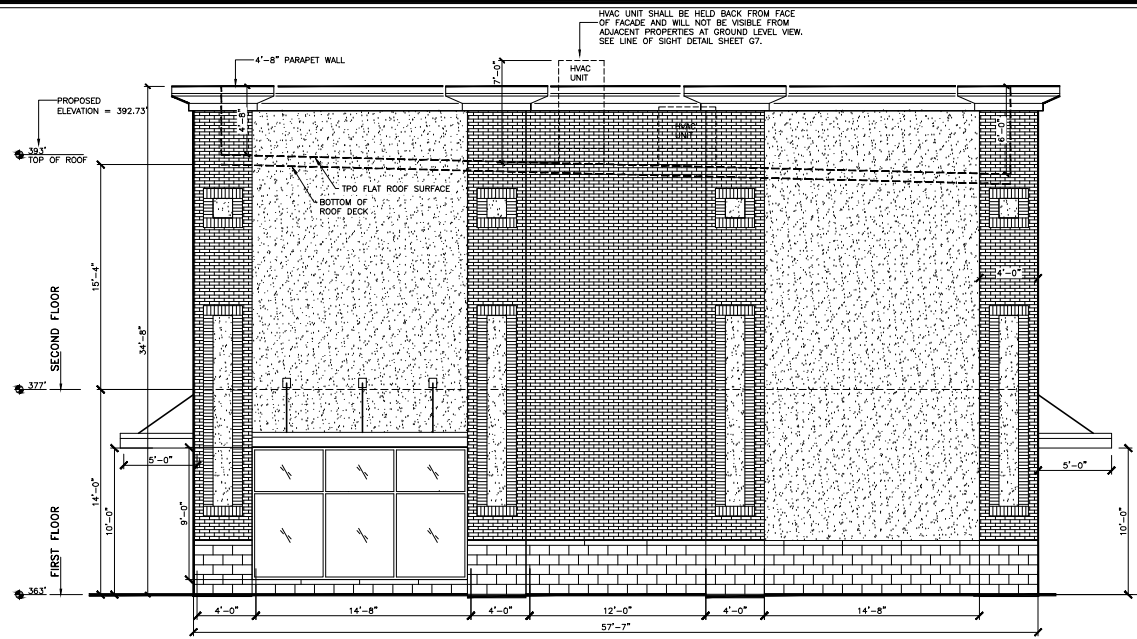 HVAC UNIT SHALL BE HELD BACK FROM FACE
OF FACADE AND WILL NOT BE VISIBLE FROM
ADJACENT PROPERTIES AT GROUND LEVEL VIEW.
SEE LINE OF SIGHT DETAIL SHEET G7.
4'-8" PARAPET WALL
7'-0"
HVAC
UNIT
PROPOSED
ELEVATION = 392.73'
4'-8"
HVAC
UNIT
6'-0"
393'
TOP OF ROOF
TPO FLAT ROOF SURFACE
BOTTOM OF
ROOF DECK
15'-4"
4'-0"
SECOND FLOOR
34'-8"
377'
5'-0"
5'-0"
14'-0"
10'-0"
9'-0"
10'-0"
FIRST FLOOR
363'
4'-0"
14'-8"
4'-0"
12'-0"
4'-0"
14'-8"
57'-7"